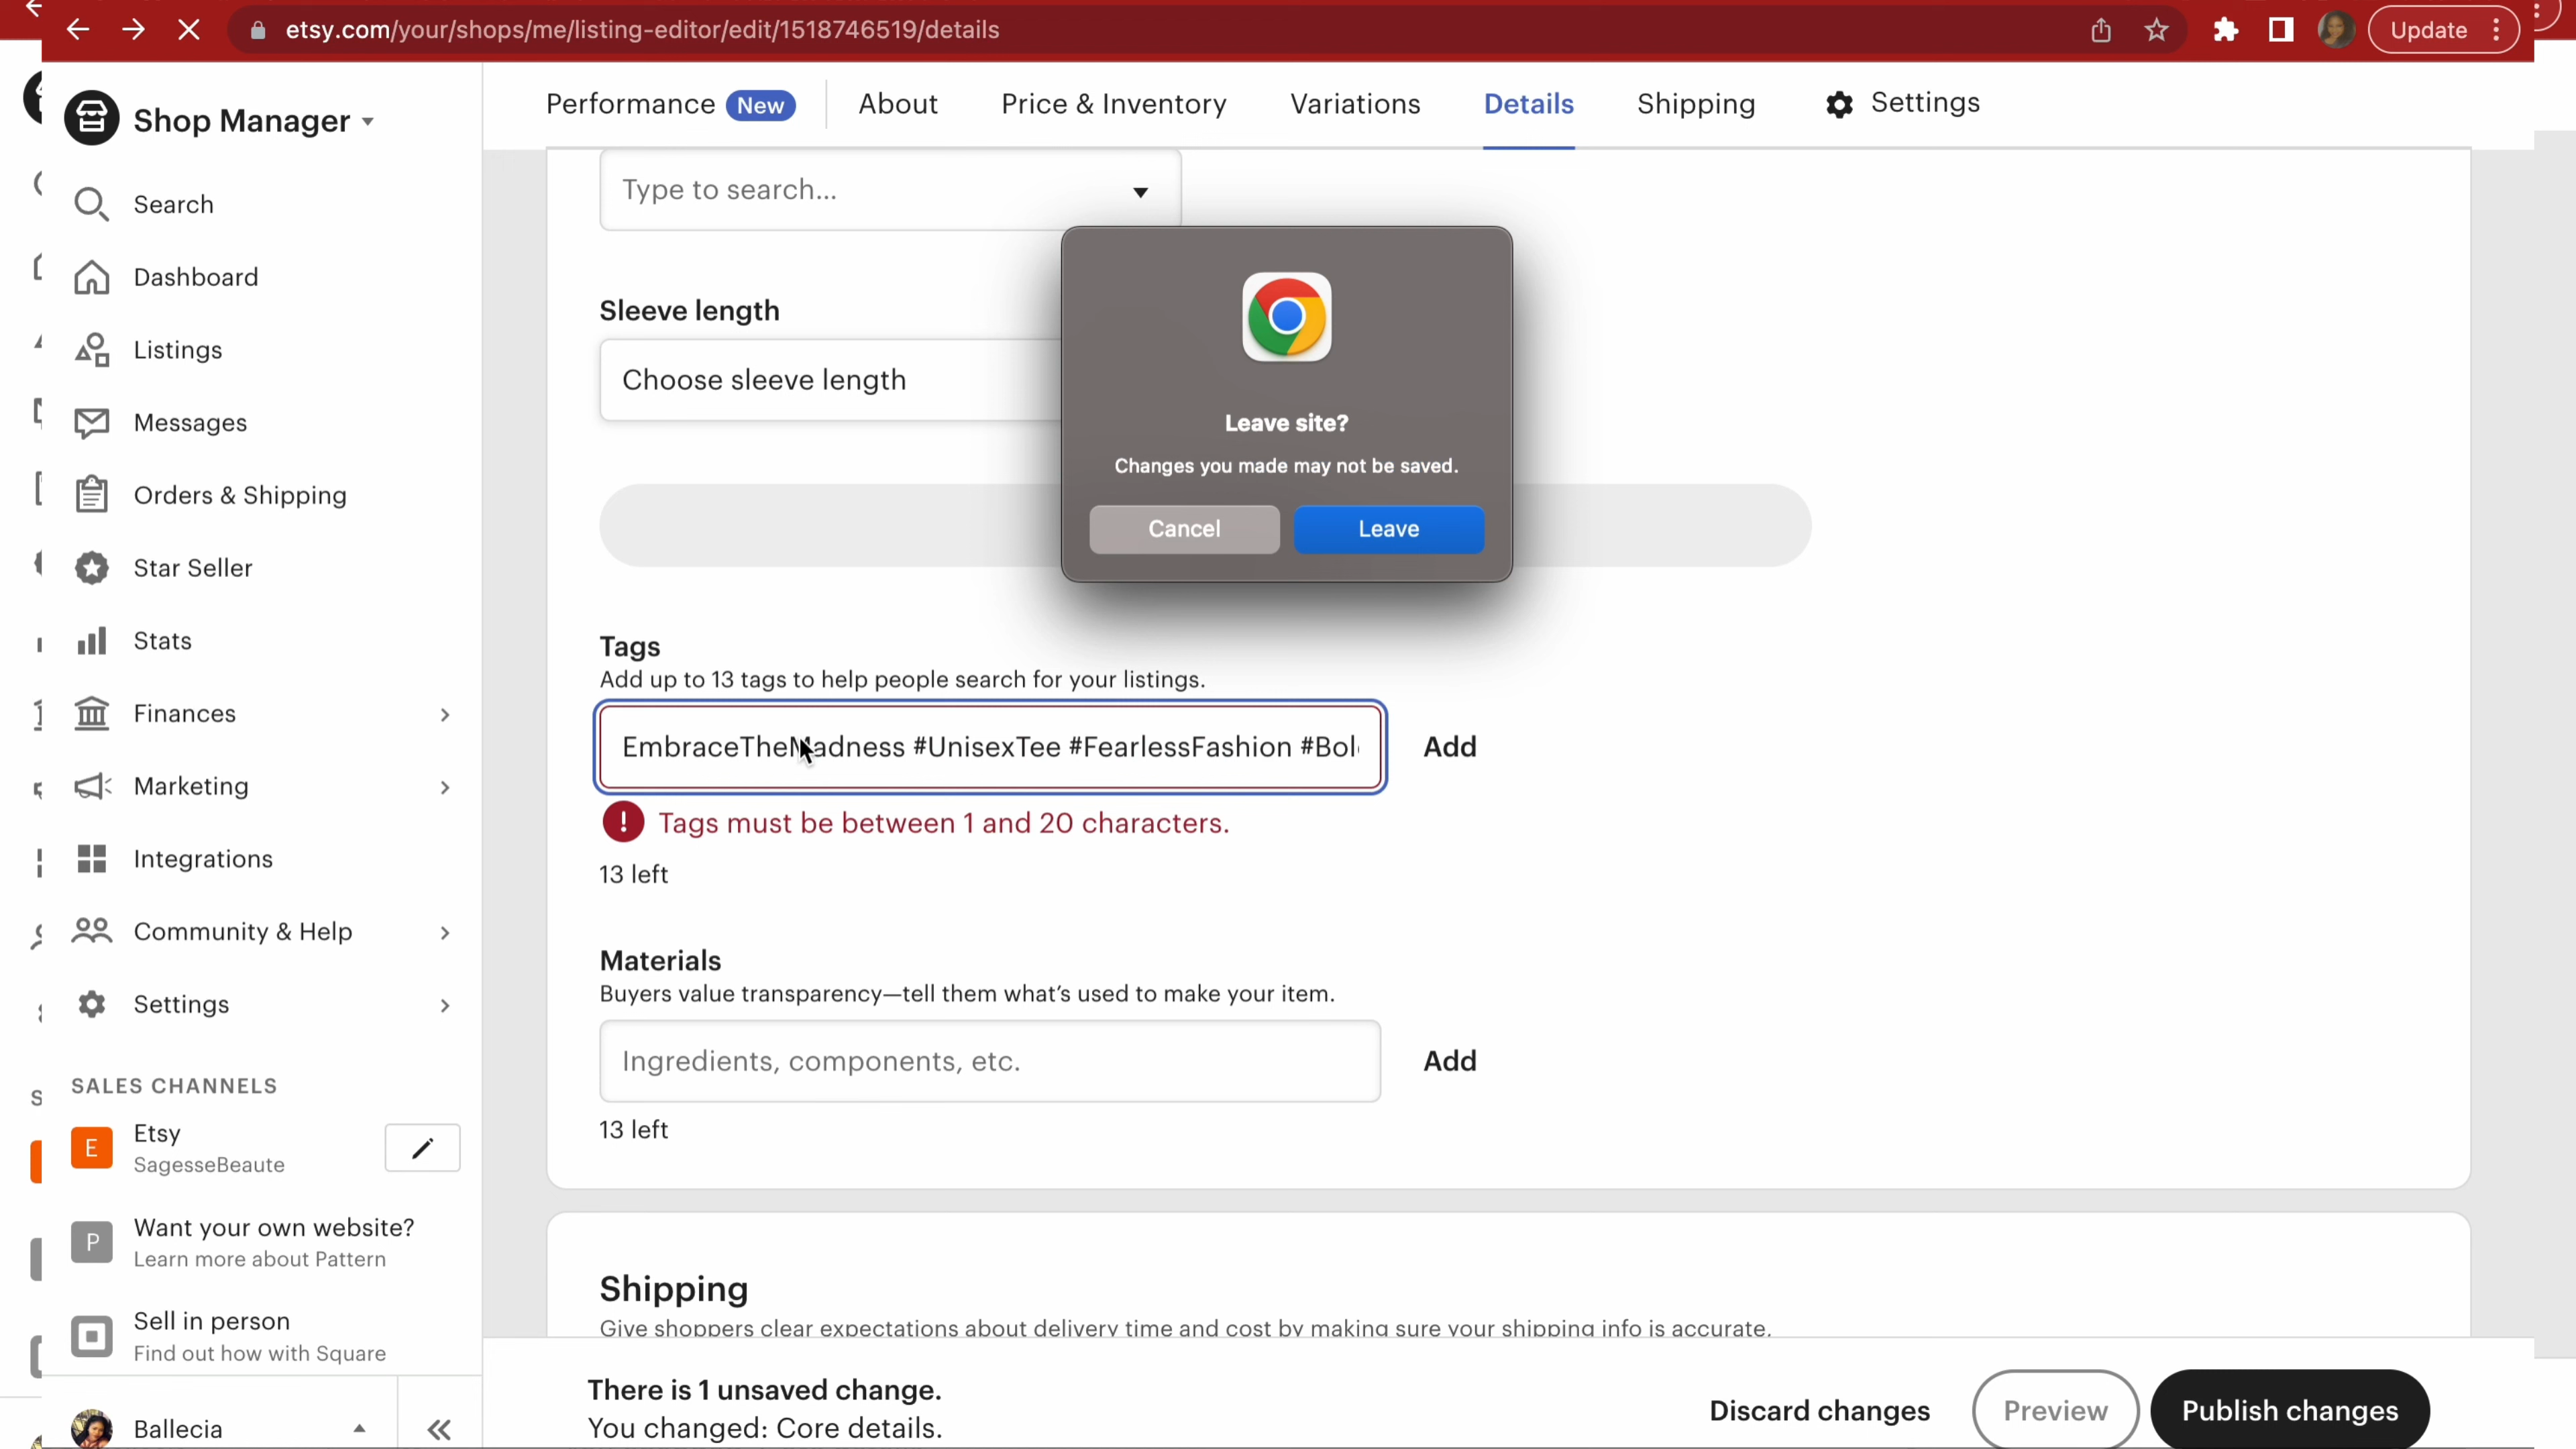 etsy.com/your/shops/me/listing-editor/edit/1518746519/details
Update
Shop Manager
Performance New
About
Price & Inventory
Variations
Details
Shipping
Settings
Search
Dashboard
Listings
Messages
Orders & Shipping
Star Seller
Stats
Finances
Marketing
Integrations
Community & Help
Settings
SALES CHANNELS
E
Etsy
SagesseBeaute
P
Want your own website?
Learn more about Pattern
Sell in person
Find out how with Square
Ballecia
Type to search...
Sleeve length
Choose sleeve length
Leave site?
Changes you made may not be saved.
Cancel
Leave
Tags
Add up to 13 tags to help people search for your listings.
EmbraceTheMadness #UnisexTee #FearlessFashion
Add
! Tags must be between 1 and 20 characters.
13 left
Materials
Buyers value transparency—tell them what's used to make your item.
Ingredients, components, etc.
Add
13 left
Shipping
Give shoppers clear expectations about delivery time and cost by making sure your shipping info is accurate.
There is 1 unsaved change.
You changed: Core details.
Discard changes
Preview
Publish changes